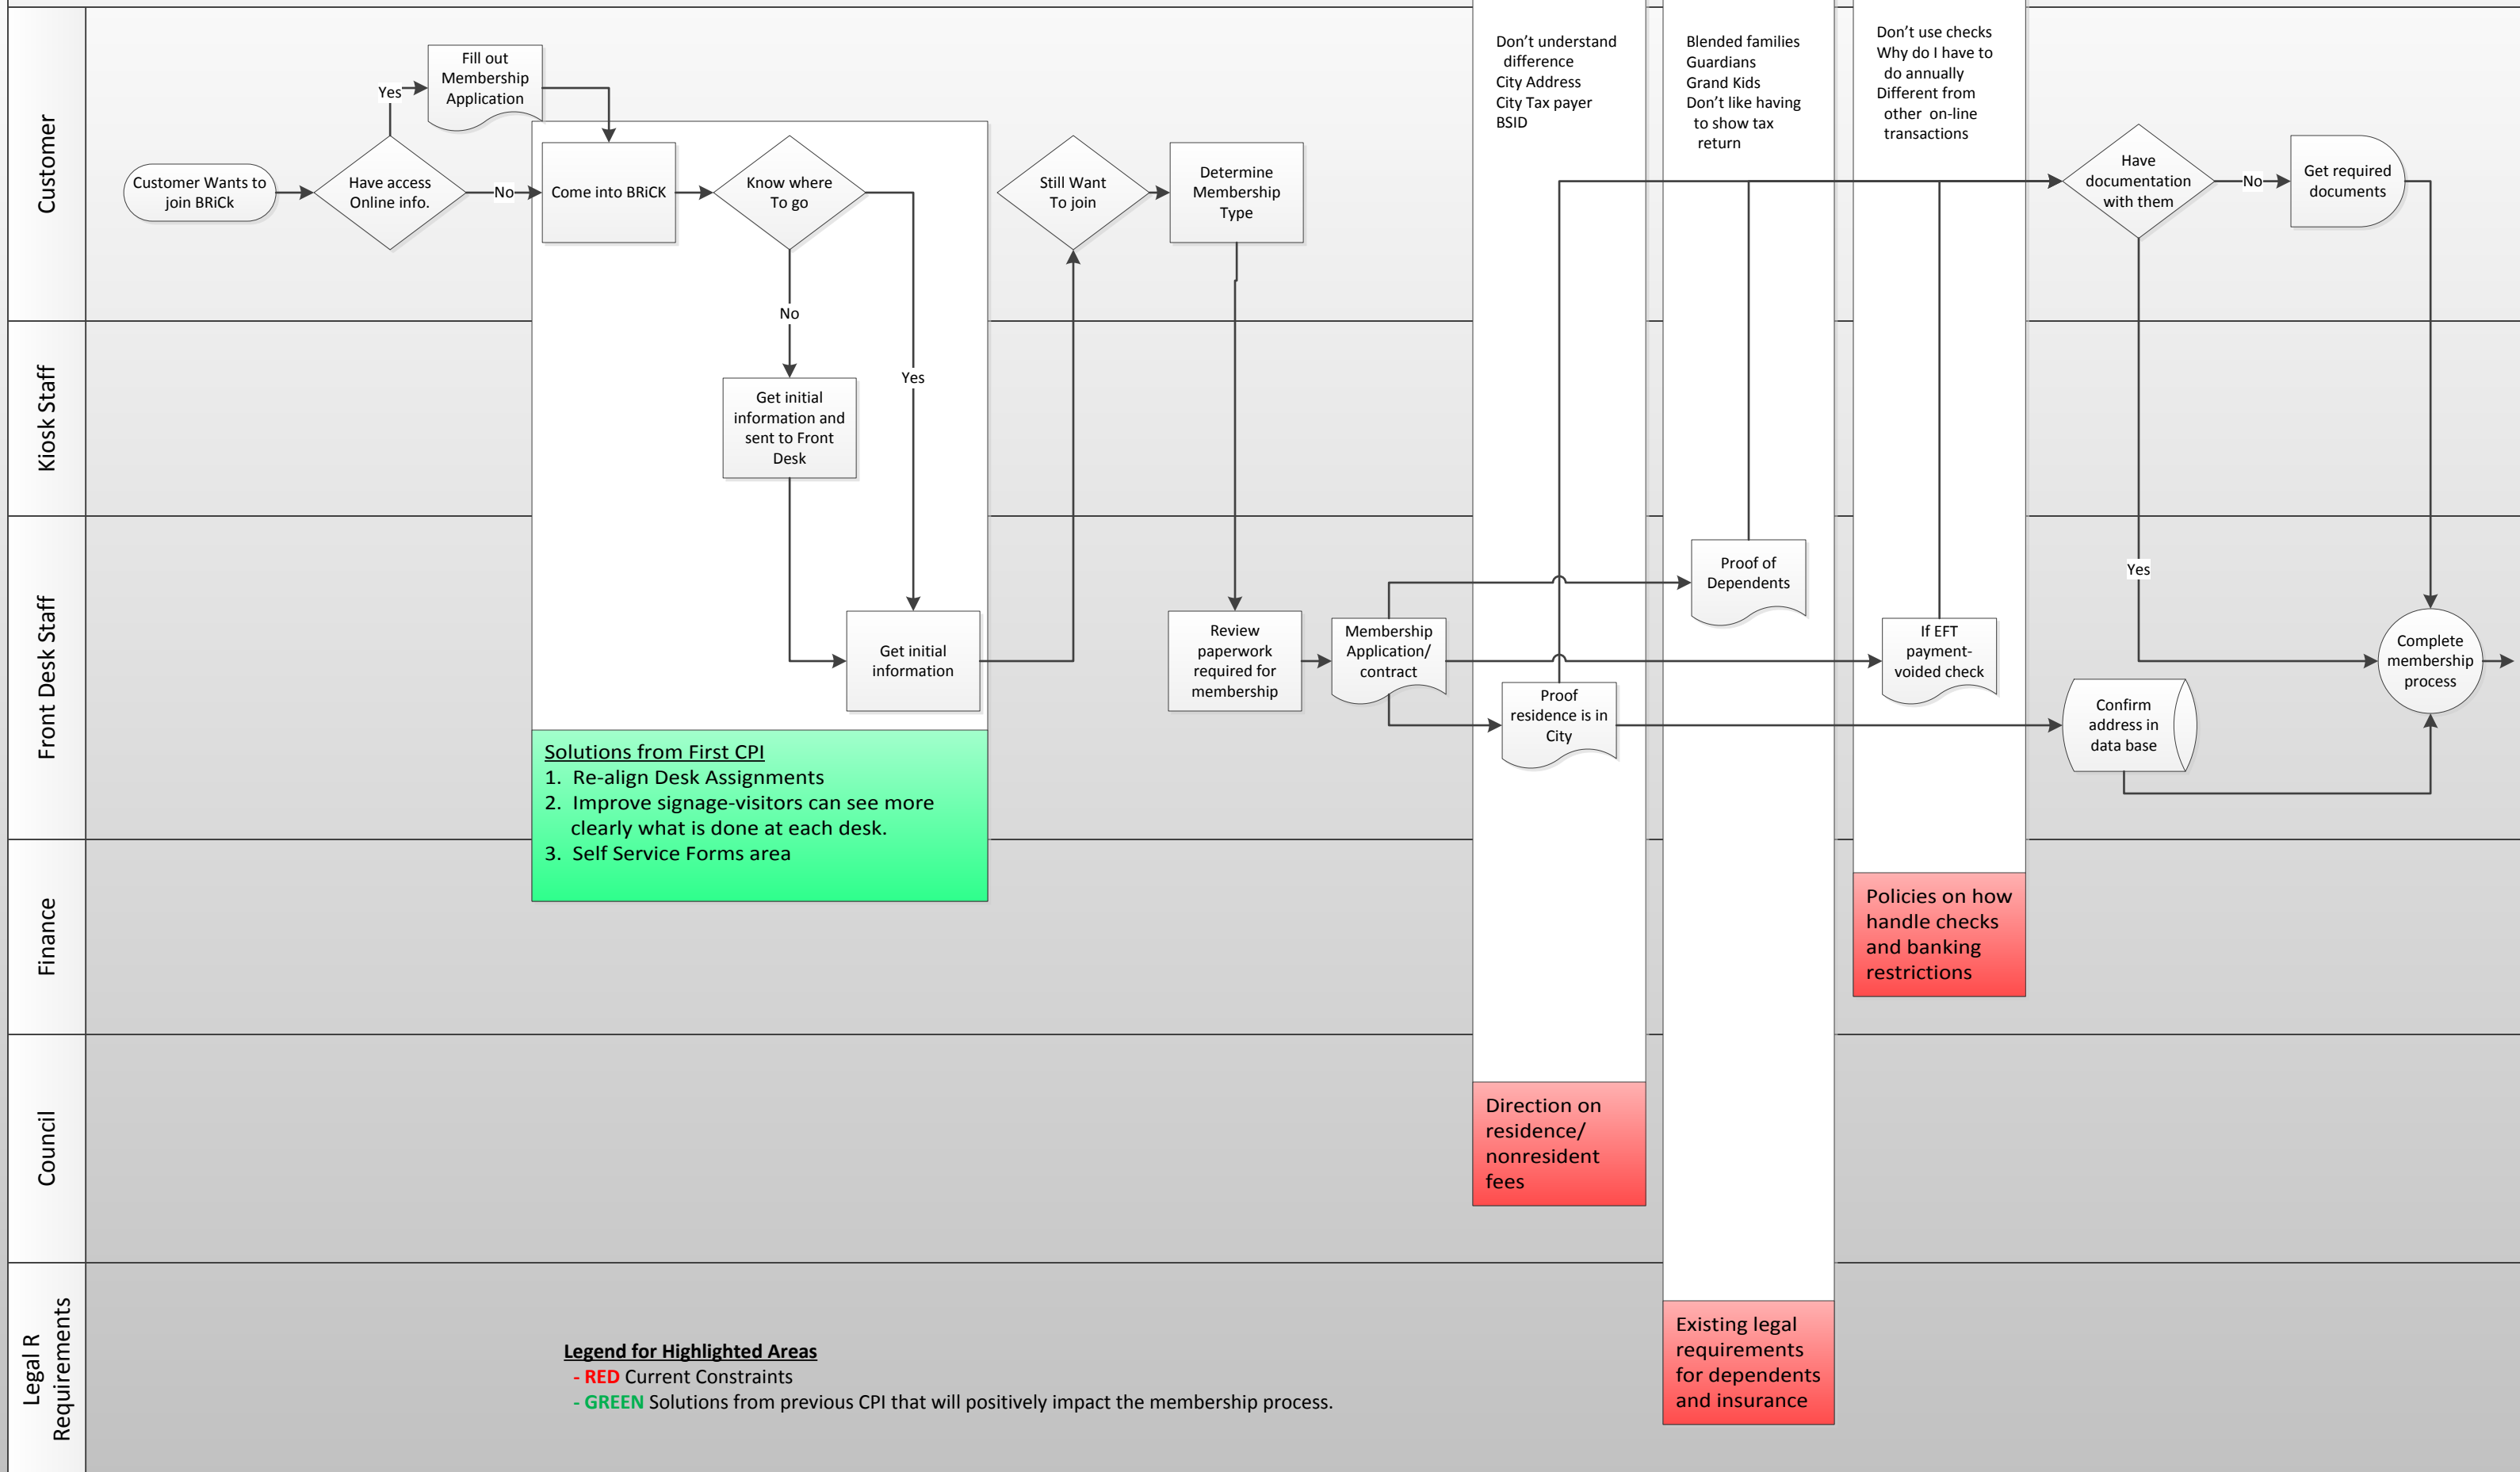 Customer
Customer Wants to
join BRiCk
Have access
Online info.
Yes
Fill out
Membership
Application
No
Come into BRiCK
Know where
To go
No
Yes
Still Want
To join
Determine
Membership
Type
Don't understand
difference
City Address
City Tax payer
BSID
Blended families
Guardians
Grand Kids
Don't like having
to show tax
return
Don't use checks
Why do I have to
do annually
Different from
other on-line
transactions
Have
documentation
with them
No
Get required
documents
Kiosk Staff
Get initial
information and
sent to Front
Desk
Front Desk Staff
Get initial
information
Review
paperwork
required for
membership
Membership
Application/
contract
Proof
residence is in
City
Proof of
Dependents
If EFT
payment-
voided check
Yes
Confirm
address in
data base
Complete
membership
process
Solutions from First CPI
1. Re-align Desk Assignments
2. Improve signage-visitors can see more
clearly what is done at each desk.
3. Self Service Forms area
Finance
Policies on how
handle checks
and banking
restrictions
Council
Direction on
residence/
nonresident
fees
Legal R
Requirements
Existing legal
requirements
for dependents
and insurance
Legend for Highlighted Areas
- RED Current Constraints
- GREEN Solutions from previous CPI that will positively impact the membership process.